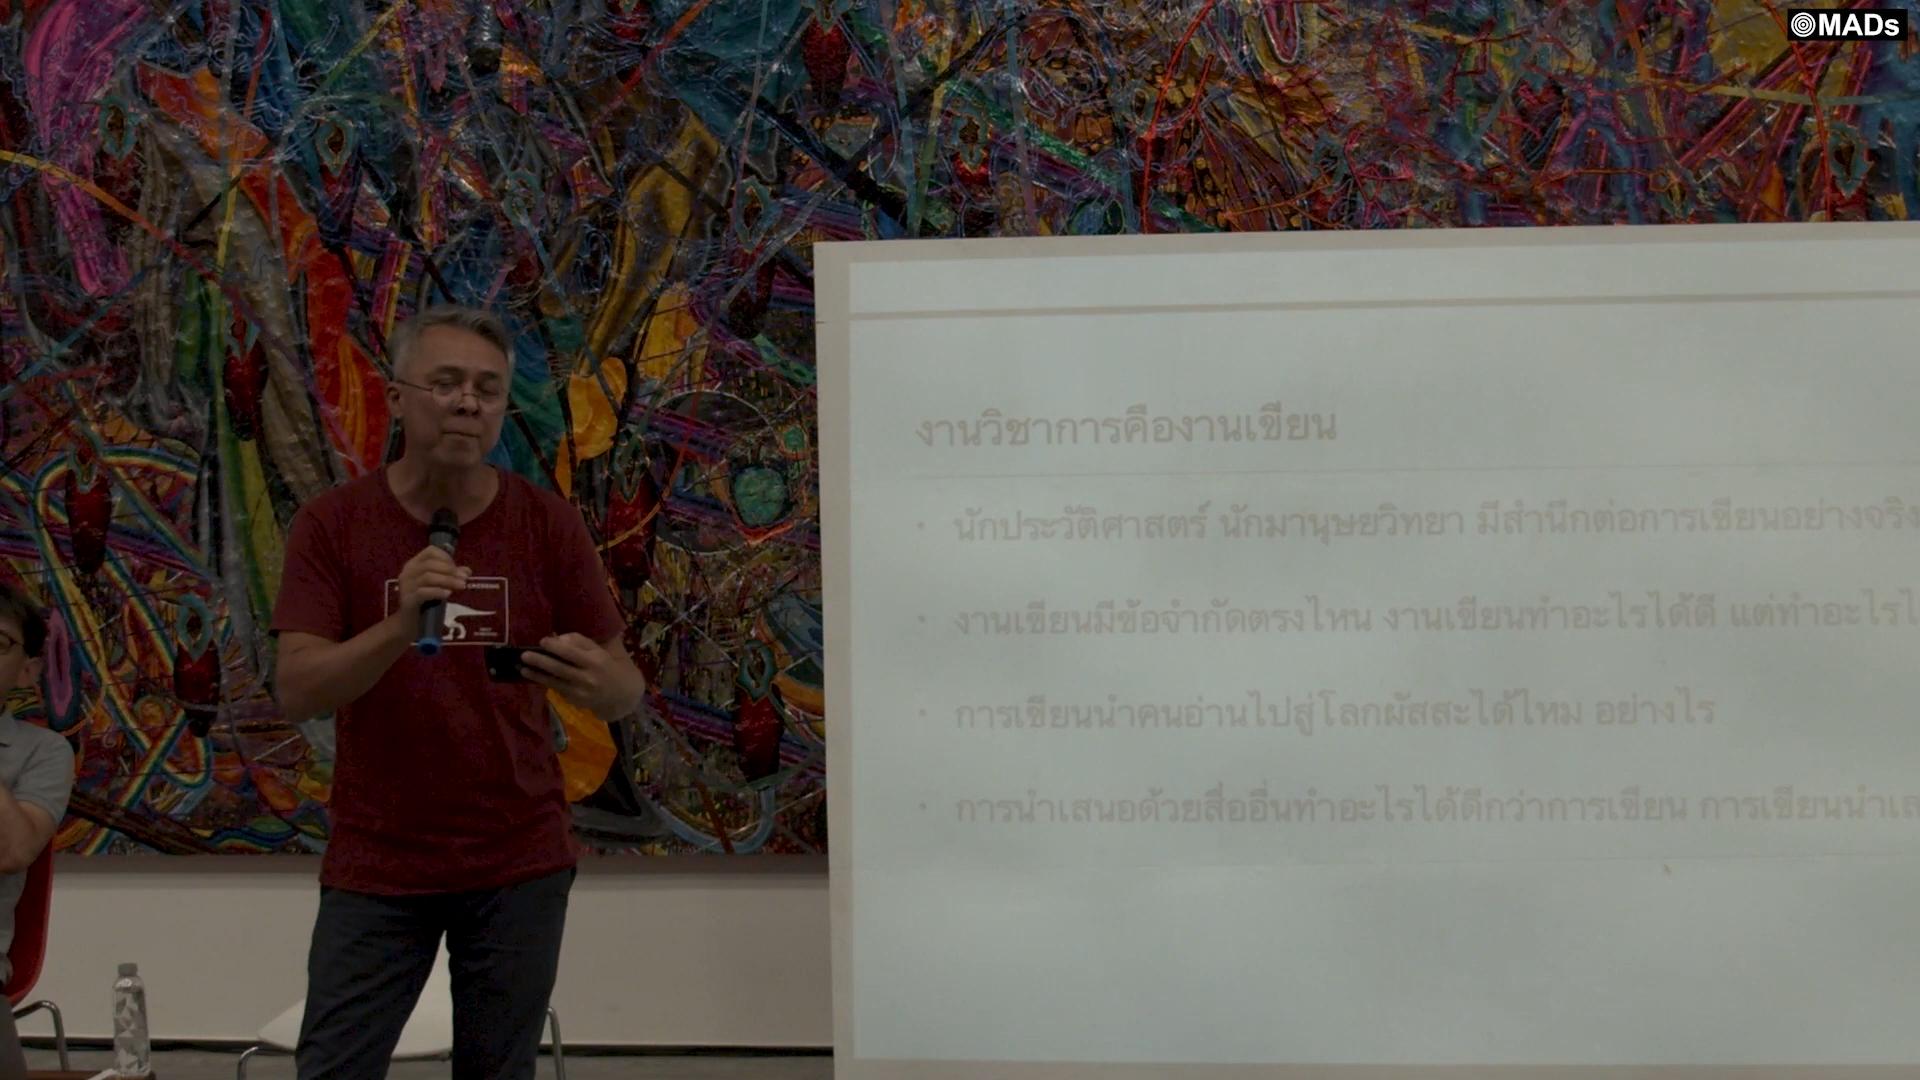 MADs
งานวิชาการคืองานเขียน
• นักประวัติศาสตร์ นักมานุษยวิทยา มีสำนึกต่อการเขียนอย่างจริง
• งานเขียนมีข้อจำกัดตรงไหน งานเขียนทำอะไรได้ดี แต่ทำอะไร
• การเขียนนำคนอ่านไปสู่โลกผัสสะได้ไหม อย่างไร
• การนำเสนอด้วยสื่ออื่นทำอะไรได้ดีกว่าการเขียน การเขียน
CROSSING